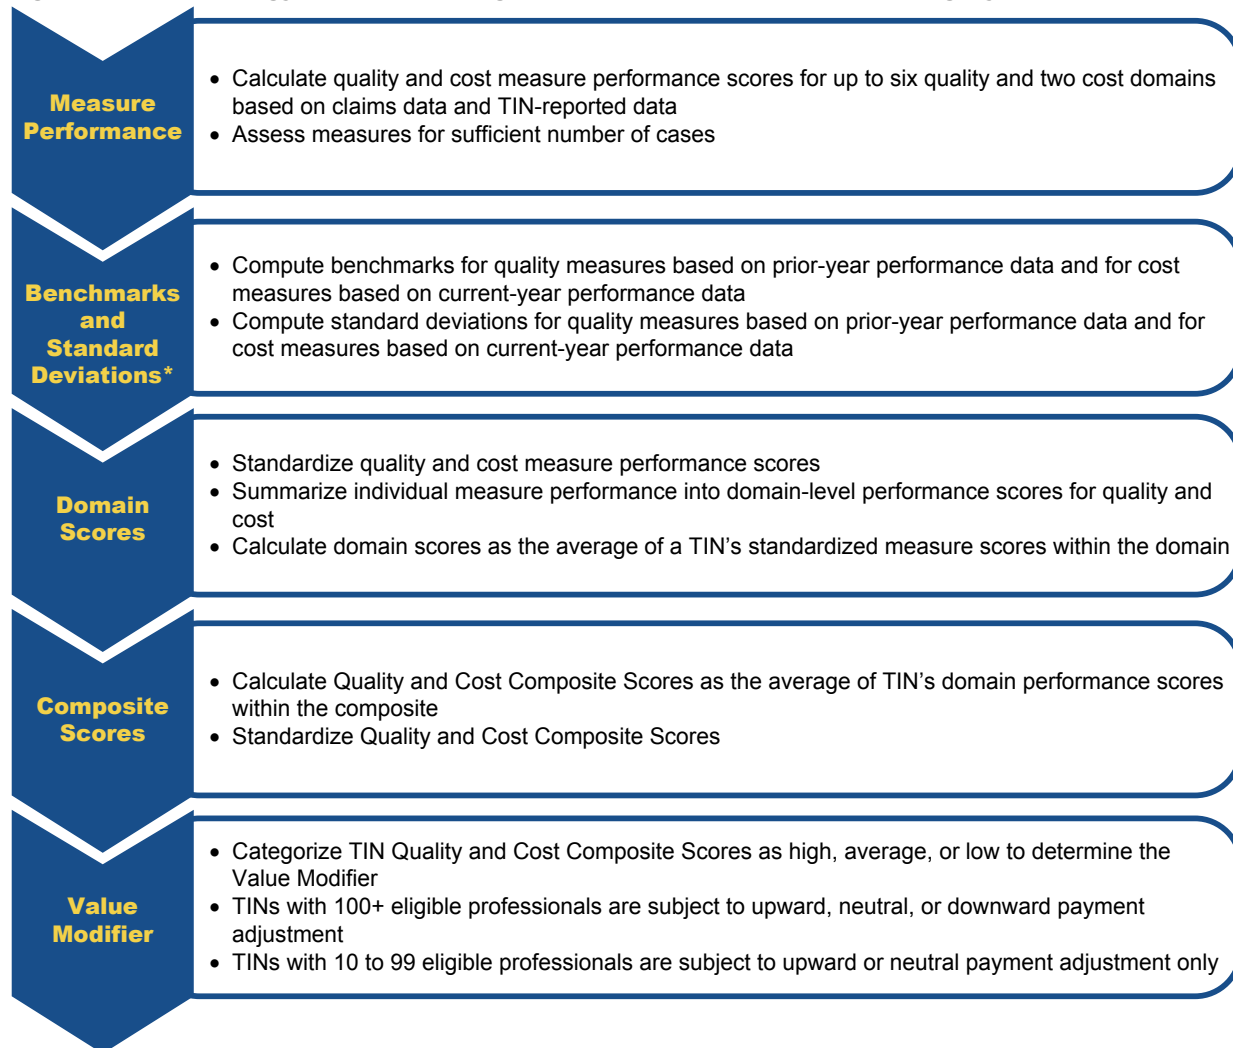 Measure
Performance
• Calculate quality and cost measure performance scores for up to six quality and two cost domains
based on claims data and TIN-reported data
• Assess measures for sufficient number of cases
Benchmarks
and
Standard
Deviations*
• Compute benchmarks for quality measures based on prior-year performance data and for cost
measures based on current-year performance data
• Compute standard deviations for quality measures based on prior-year performance data and for
cost measures based on current-year performance data
Domain
Scores
• Standardize quality and cost measure performance scores
• Summarize individual measure performance into domain-level performance scores for quality and
cost
• Calculate domain scores as the average of a TIN’s standardized measure scores within the domain
Composite
Scores
• Calculate Quality and Cost Composite Scores as the average of TIN’s domain performance scores
within the composite
• Standardize Quality and Cost Composite Scores
Value
Modifier
• Categorize TIN Quality and Cost Composite Scores as high, average, or low to determine the
Value Modifier
• TINs with 100+ eligible professionals are subject to upward, neutral, or downward payment
adjustment
• TINs with 10 to 99 eligible professionals are subject to upward or neutral payment adjustment only